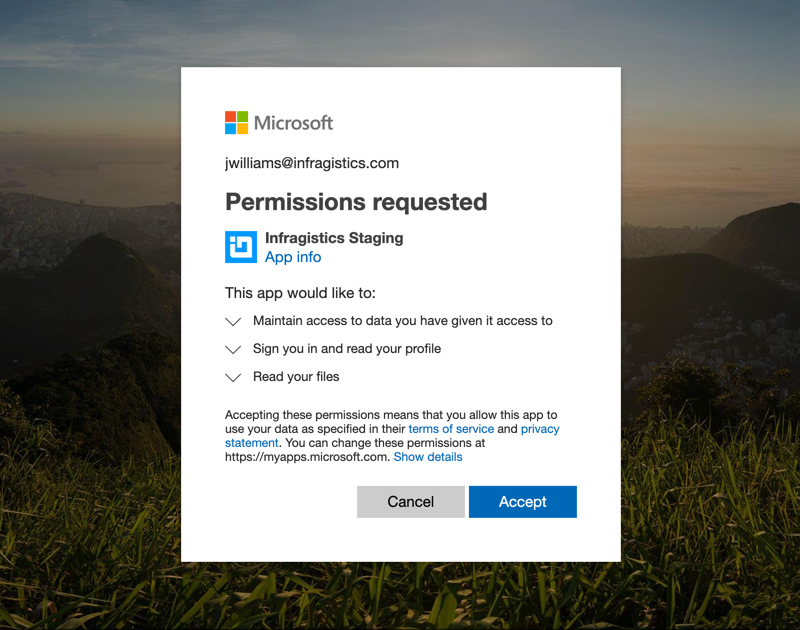 Microsoft
jwilliams@infragistics.com
Permissions requested
Infragistics Staging
App info
This app would like to:
Maintain access to data you have given it access to
Sign you in and read your profile
Read your files
Accepting these permissions means that you allow this app to
use your data as specified in their terms of service and privacy
statement. You can change these permissions at
https://myapps.microsoft.com. Show details
Cancel
Accept